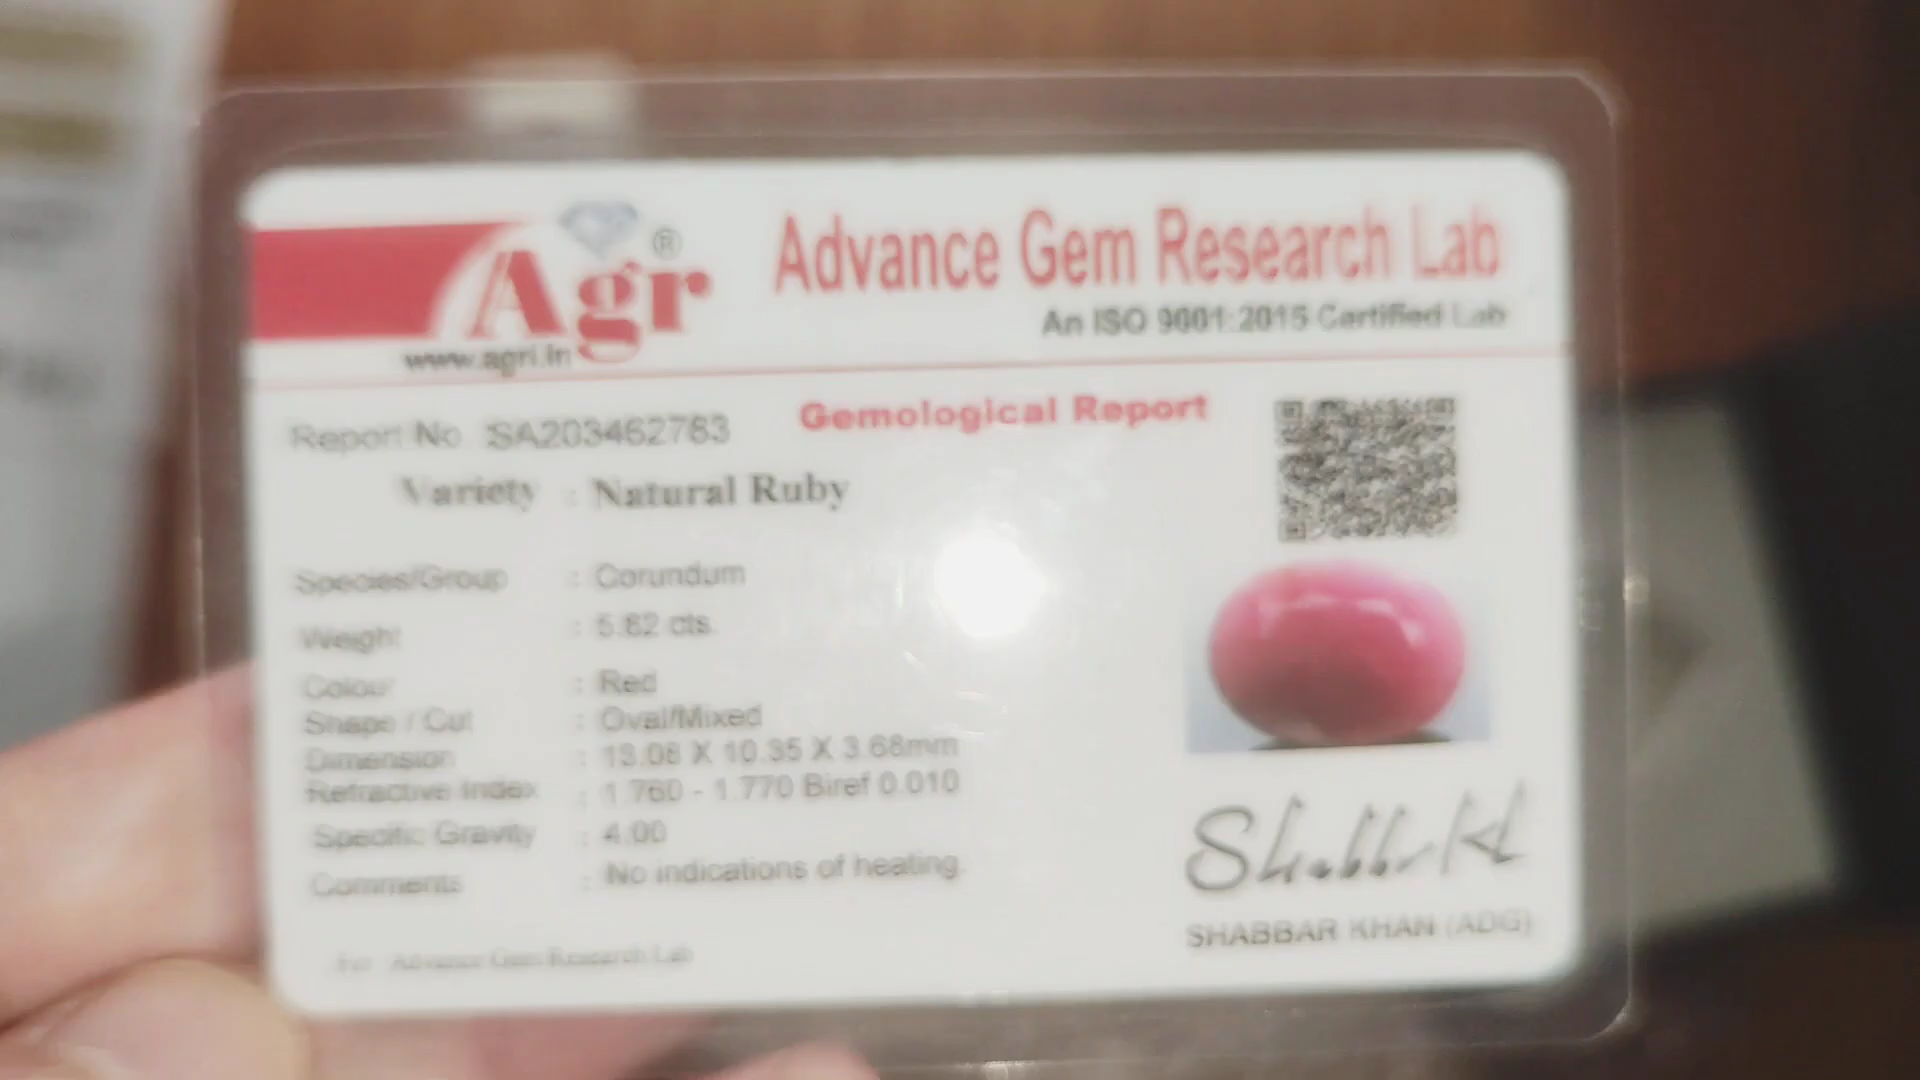 Agr®
www.agrl.in
Advance Gem Research Lab
An ISO 9001:2015 Certified Lab
Gemological Report
Report No SA203462783
Variety : Natural Ruby
Species/Group : Corundum
Weight : 5.82 cts.
Colour : Red
Shape / Cut : Oval/Mixed
Dimension : 13.08 X 10.35 X 3.68mm
Refractive Index : 1.760 - 1.770 Biref 0.010
Specific Gravity : 4.00
Comments : No indications of heating.
SHABBAR KHAN (ADG)
For Advance Gem Research Lab